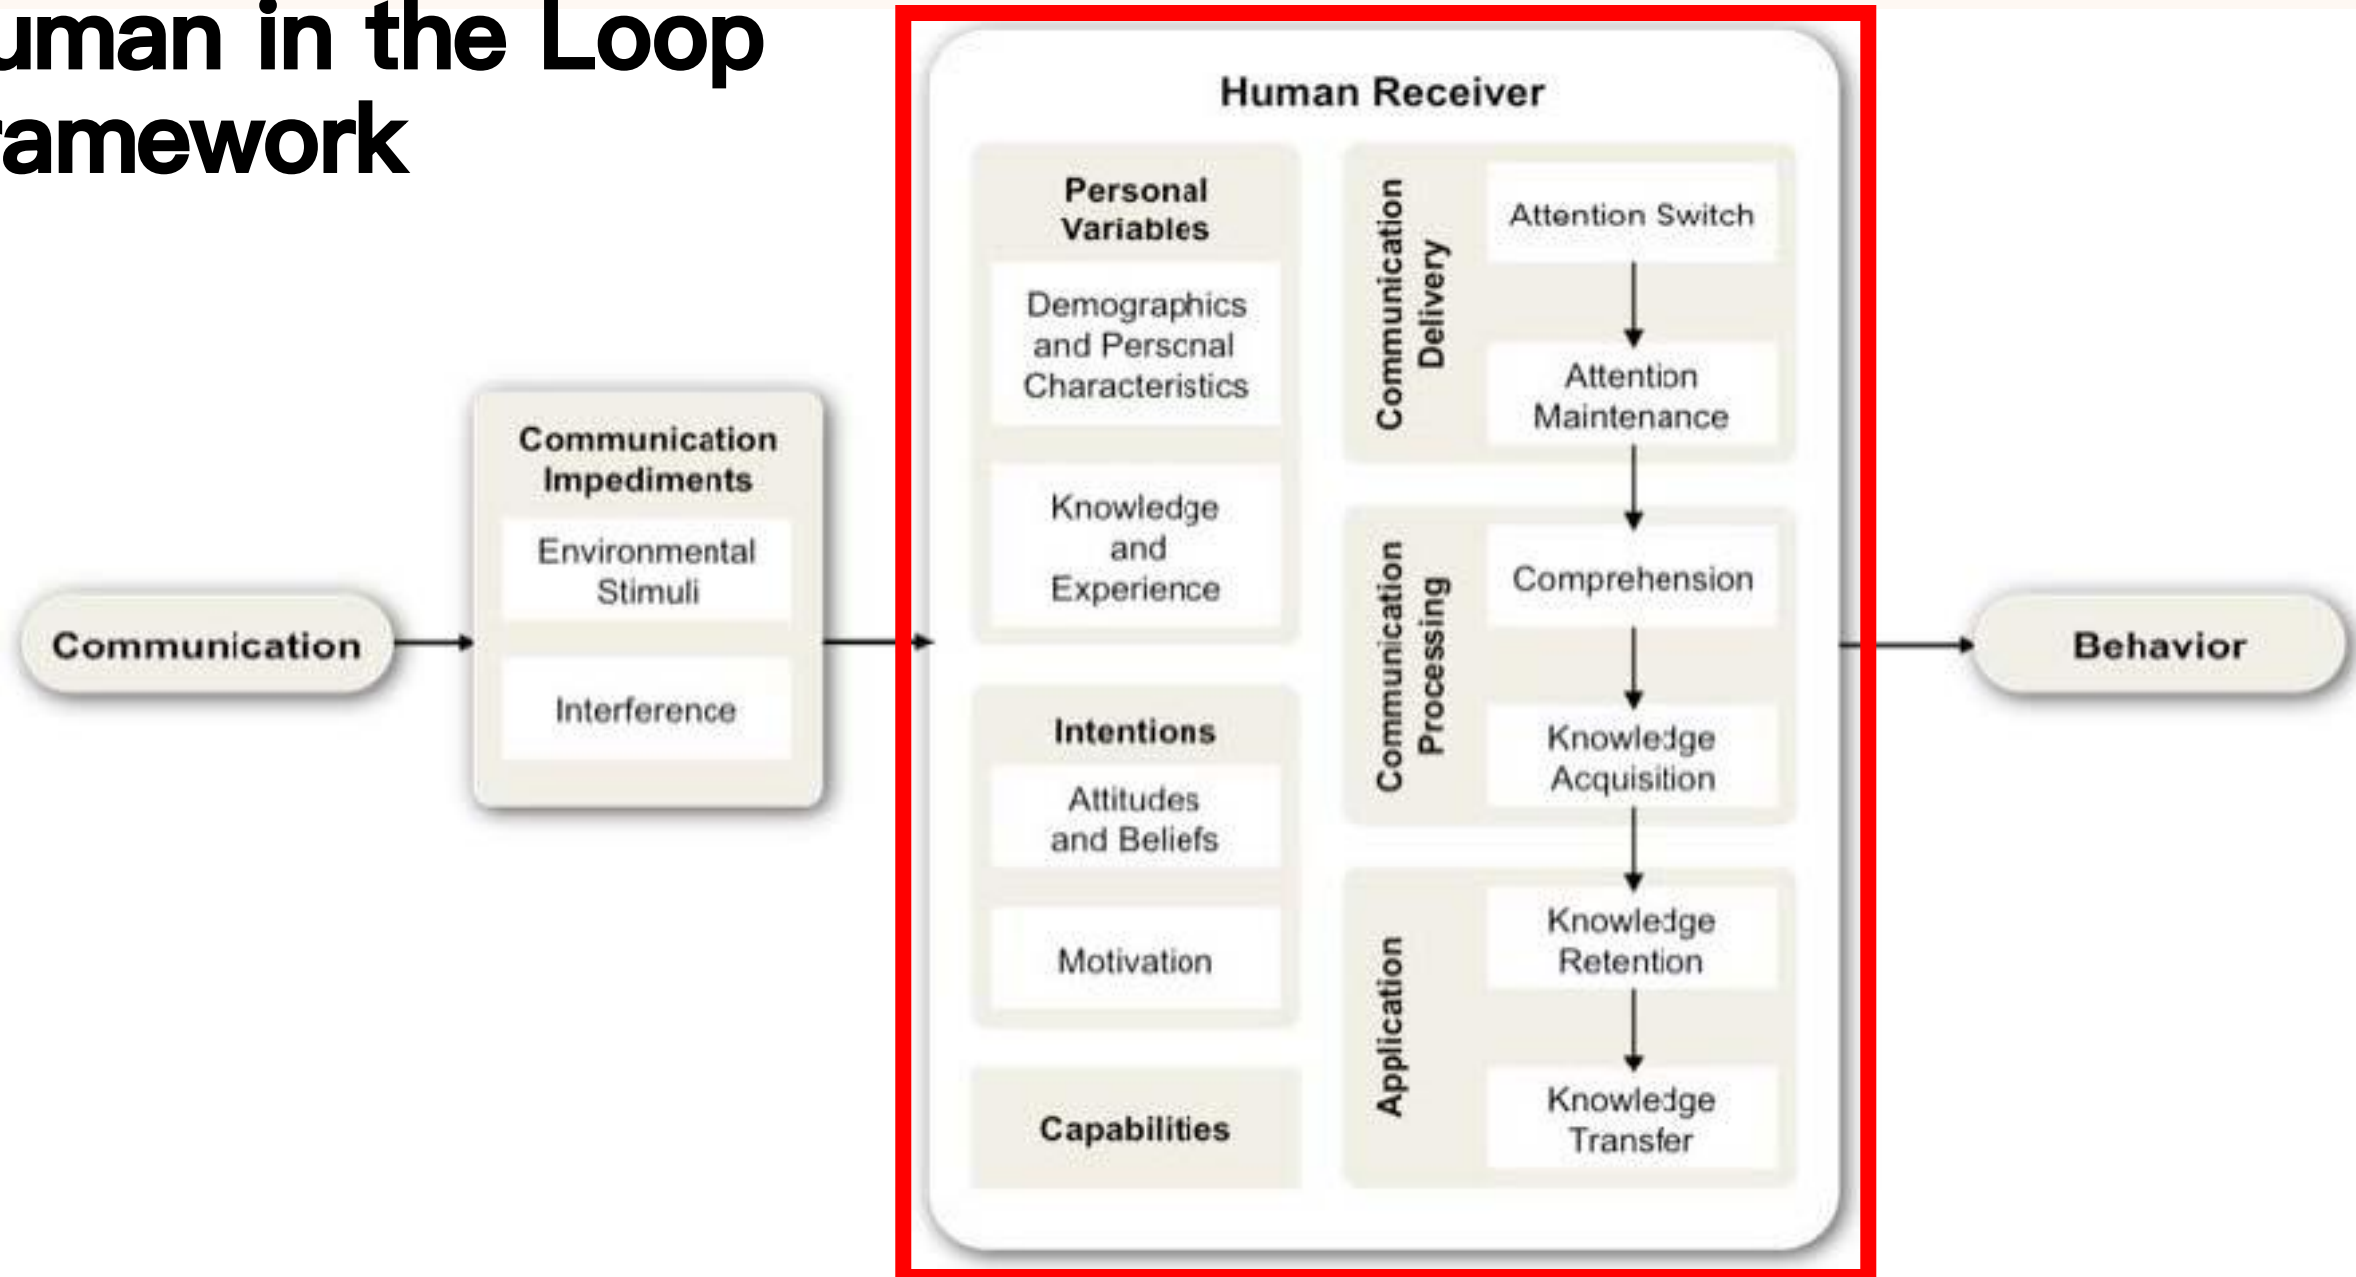 uman in the Loop
ramework
Communication
Communication
Impediments
Environmental
Stimuli
Interference
Human Receiver
Personal
Variables
Demographics
and Personal
Characteristics
Knowledge
and
Experience
Intentions
Attitudes
and Beliefs
Motivation
Capabilities
Communication
Delivery
Attention Switch
Attention
Maintenance
Communication
Processing
Comprehension
Knowledge
Acquisition
Application
Knowledge
Retention
Knowledge
Transfer
Behavior